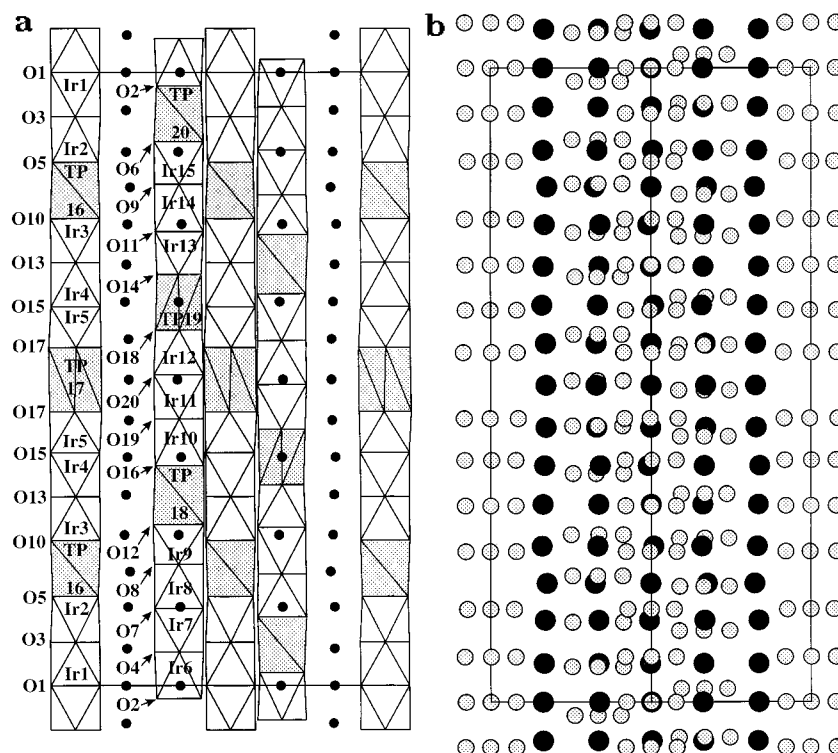 a
b
O1
Ir1
O3
Ir2
O5
TP
16
O10
Ir3
O13
Ir4
O15
Ir5
O17
TP
17
O17
Ir5
O15
Ir4
O13
Ir3
O10
TP
16
O5
Ir2
O3
Ir1
O1
O2
TP
20
O6
Ir15
O9
Ir14
O11
Ir13
O14
TP19
O18
Ir12
O20
Ir11
O19
Ir10
O16
TP
18
O12
Ir9
O8
Ir8
O7
Ir7
O4
Ir6
O2